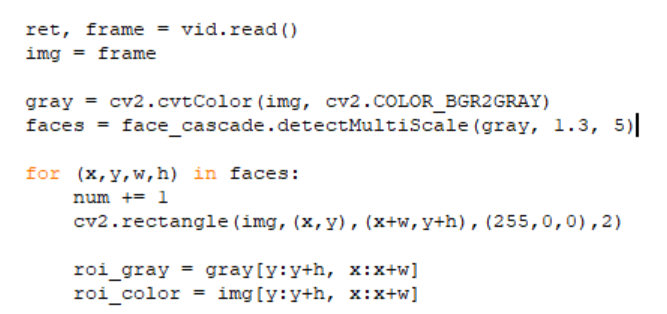 ret, frame = vid.read()
img = frame
gray = cv2.cvtColor(img, cv2.COLOR_BGR2GRAY)
faces = face_cascade.detectMultiScale(gray, 1.3, 5)
for (x,y,w,h) in faces:
    num += 1
    cv2.rectangle(img,(x,y),(x+w,y+h),(255,0,0),2)
    roi_gray = gray[y:y+h, x:x+w]
    roi_color = img[y:y+h, x:x+w]